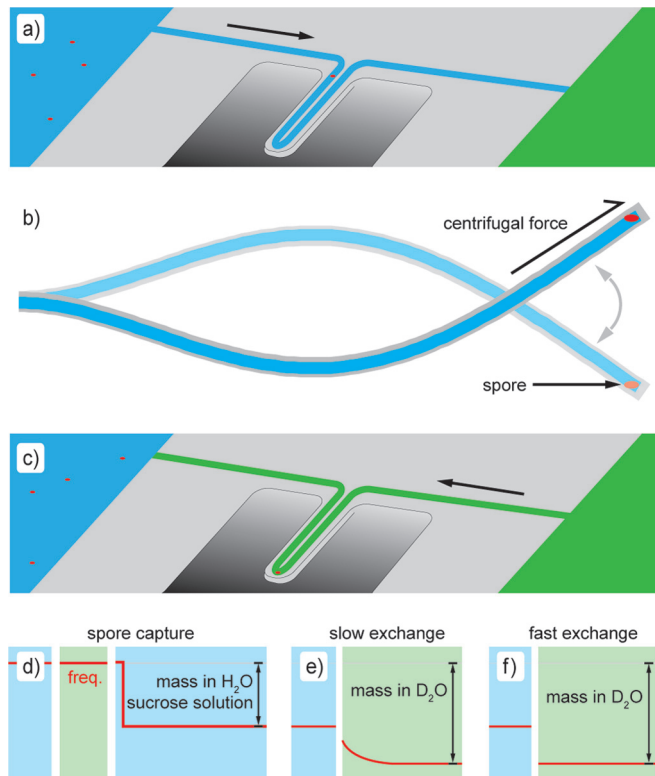 a)
b)
centrifugal force
spore
c)
spore capture
slow exchange
fast exchange
d)
freq.
mass in H₂O
sucrose solution
e)
mass in D₂O
f)
mass in D₂O